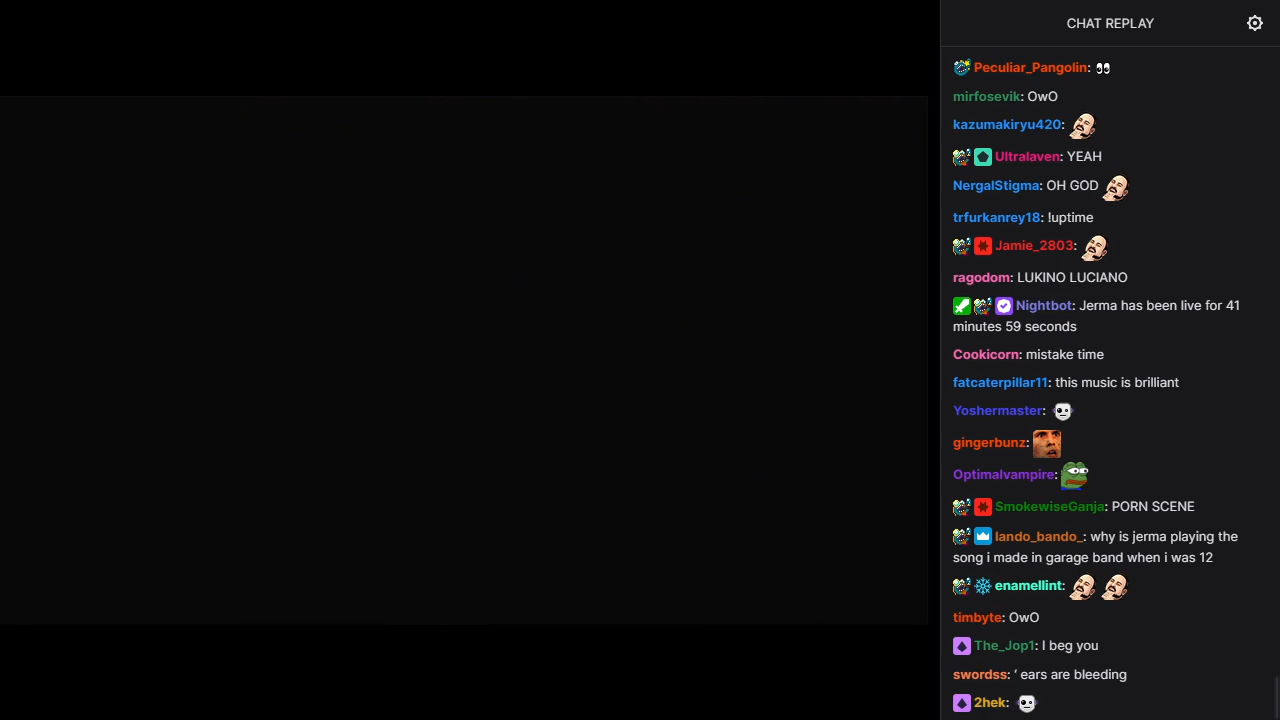 CHAT REPLAY
Peculiar_Pangolin:
mirfosevik: OwO
kazumakiryu420:
Ultralaven: YEAH
NergalStigma: OH GOD
trfurkanrey18: !uptime
Jamie_2803:
ragodom: LUKINO LUCIANO
Nightbot: Jerma has been live for 41
minutes 59 seconds
Cookicorn: mistake time
fatcaterpillar11: this music is brilliant
Yoshermaster:
gingerbunz:
Optimalvampire:
SmokewiseGanja: PORN SCENE
lando_bando_: why is jerma playing the
song i made in garage band when i was 12
enamellint:
timbyte: OwO
The_Jop1: I beg you
swordss: ‘ ears are bleeding
2hek: